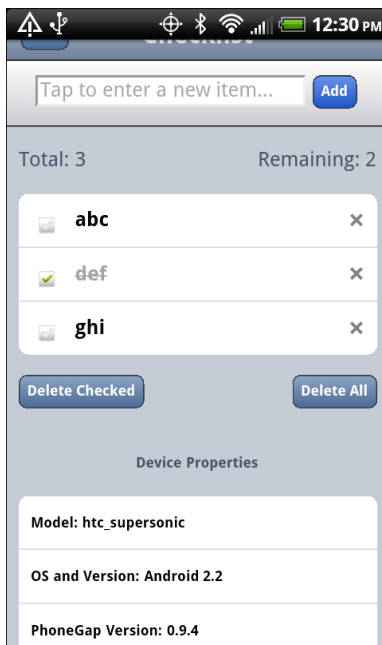 12:30 PM
Tap to enter a new item...
Add
Total: 3
Remaining: 2
abc
def
ghi
Delete Checked
Delete All
Device Properties
Model: htc_supersonic
OS and Version: Android 2.2
PhoneGap Version: 0.9.4